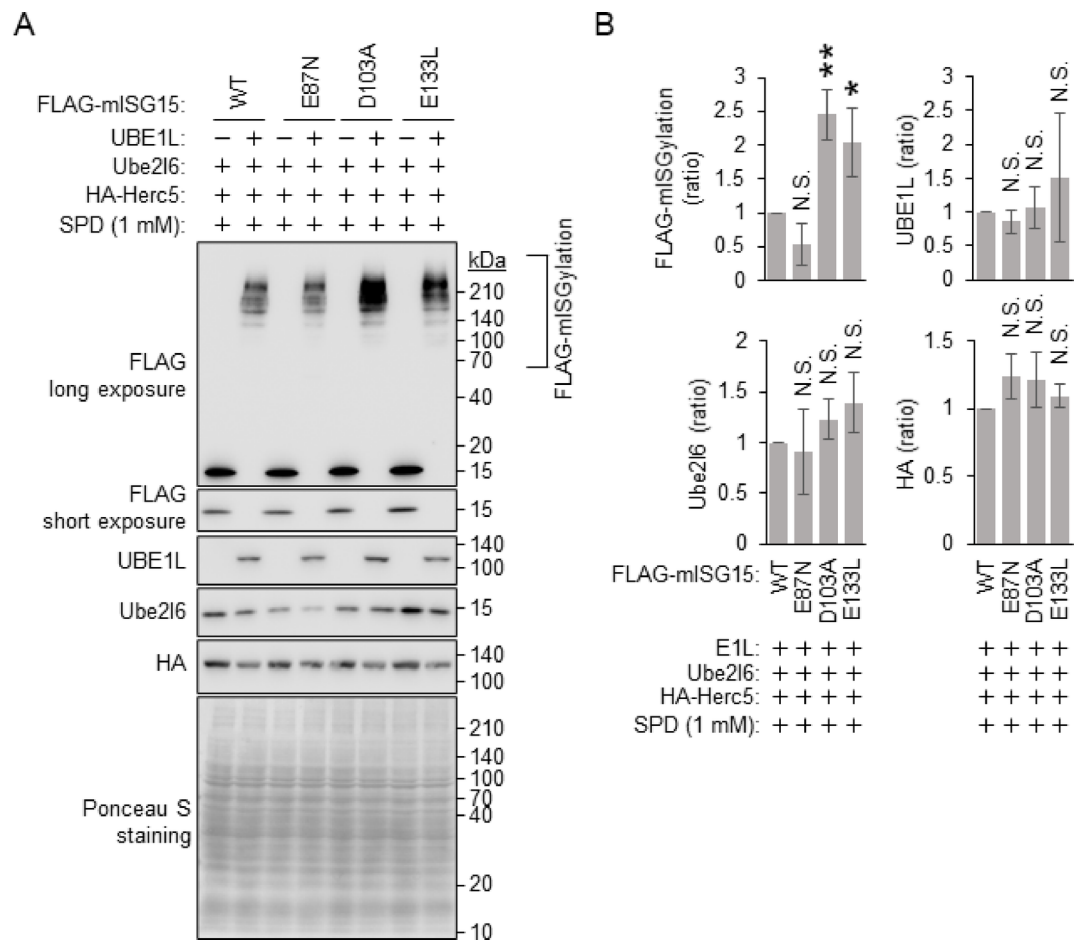 A
WT
E87N
D103A
E133L
FLAG-mISG15:
UBE1L: − + − + − + − +
Ube2l6: + + + + + + + +
HA-Herc5: + + + + + + + +
SPD (1 mM): + + + + + + + +
kDa
210
140
100
70
40
20
15
FLAG
long exposure
FLAG-mISGylation
FLAG
short exposure
15
UBE1L
140
100
Ube2l6
15
HA
140
100
Ponceau S
staining
210
140
100
70
40
20
10
B
FLAG-mISGylation
(ratio)
3
2.5
2
1.5
1
0.5
0
N.S.
**
*
UBE1L (ratio)
3
2.5
2
1.5
1
0.5
0
N.S.
N.S.
N.S.
Ube2l6 (ratio)
2
1.5
1
0.5
0
N.S.
N.S.
N.S.
HA (ratio)
1.5
1
0.5
0
N.S.
N.S.
N.S.
FLAG-mISG15:
WT
E87N
D103A
E133L
WT
E87N
D103A
E133L
E1L: + + + + + + + +
Ube2l6: + + + + + + + +
HA-Herc5: + + + + + + + +
SPD (1 mM): + + + + + + + +